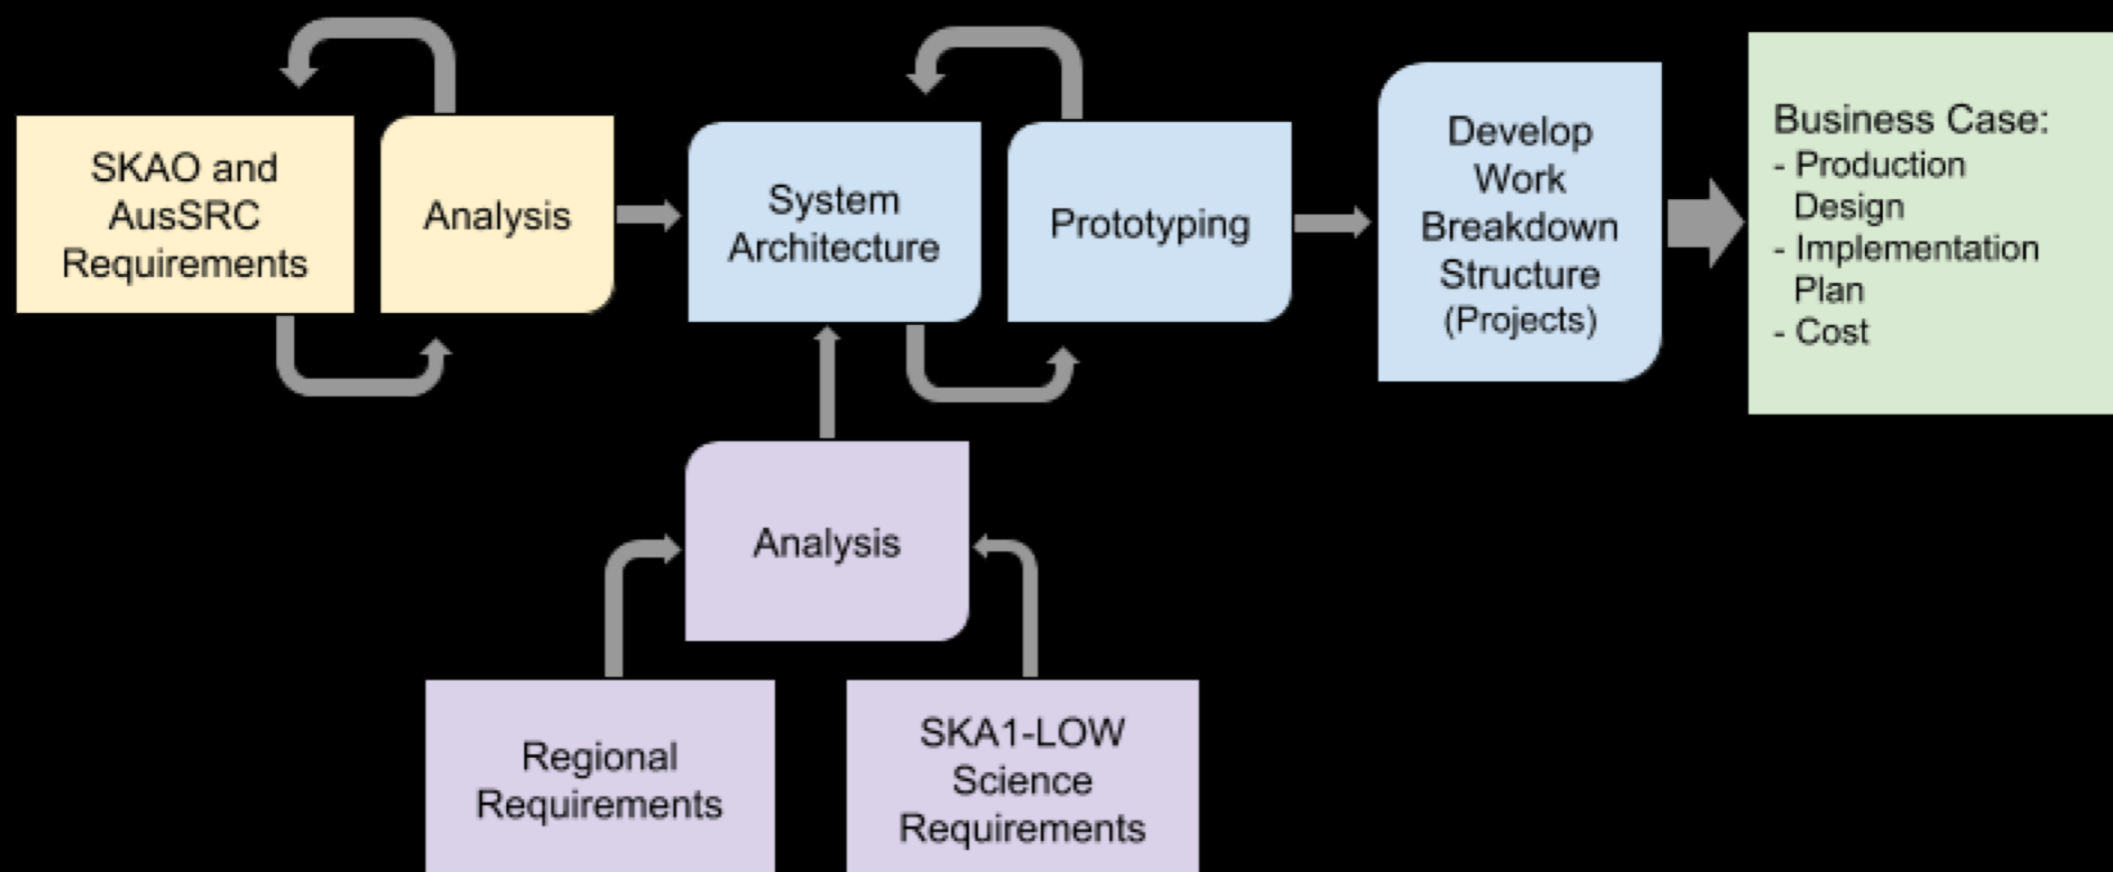 SKAO and
AusSRC
Requirements
Analysis
System
Architecture
Prototyping
Develop
Work
Breakdown
Structure
(Projects)
Business Case:
- Production
Design
- Implementation
Plan
- Cost
Analysis
Regional
Requirements
SKA1-LOW
Science
Requirements